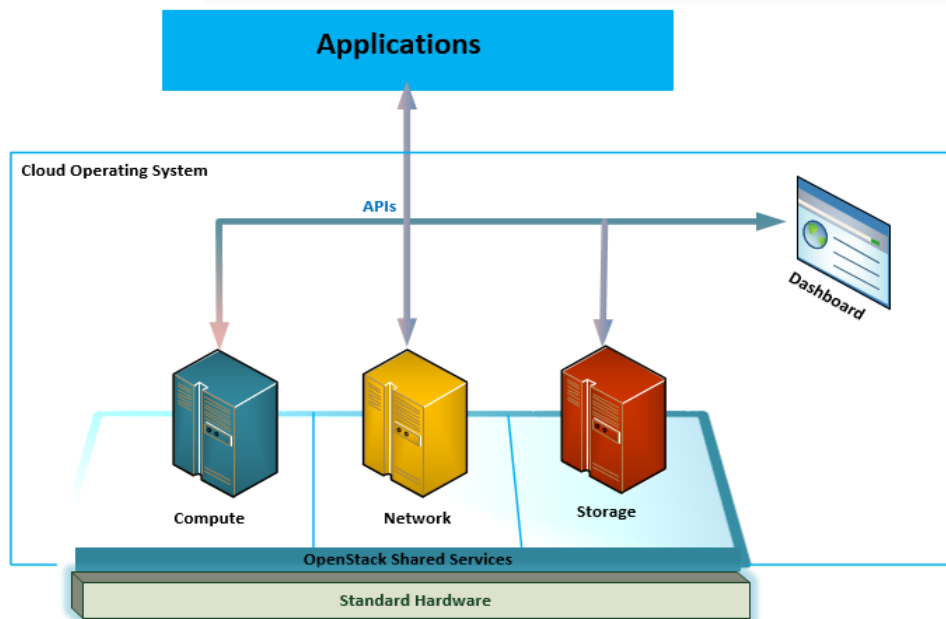 Applications
Cloud Operating System
APIs
Dashboard
Compute
Network
Storage
OpenStack Shared Services
Standard Hardware